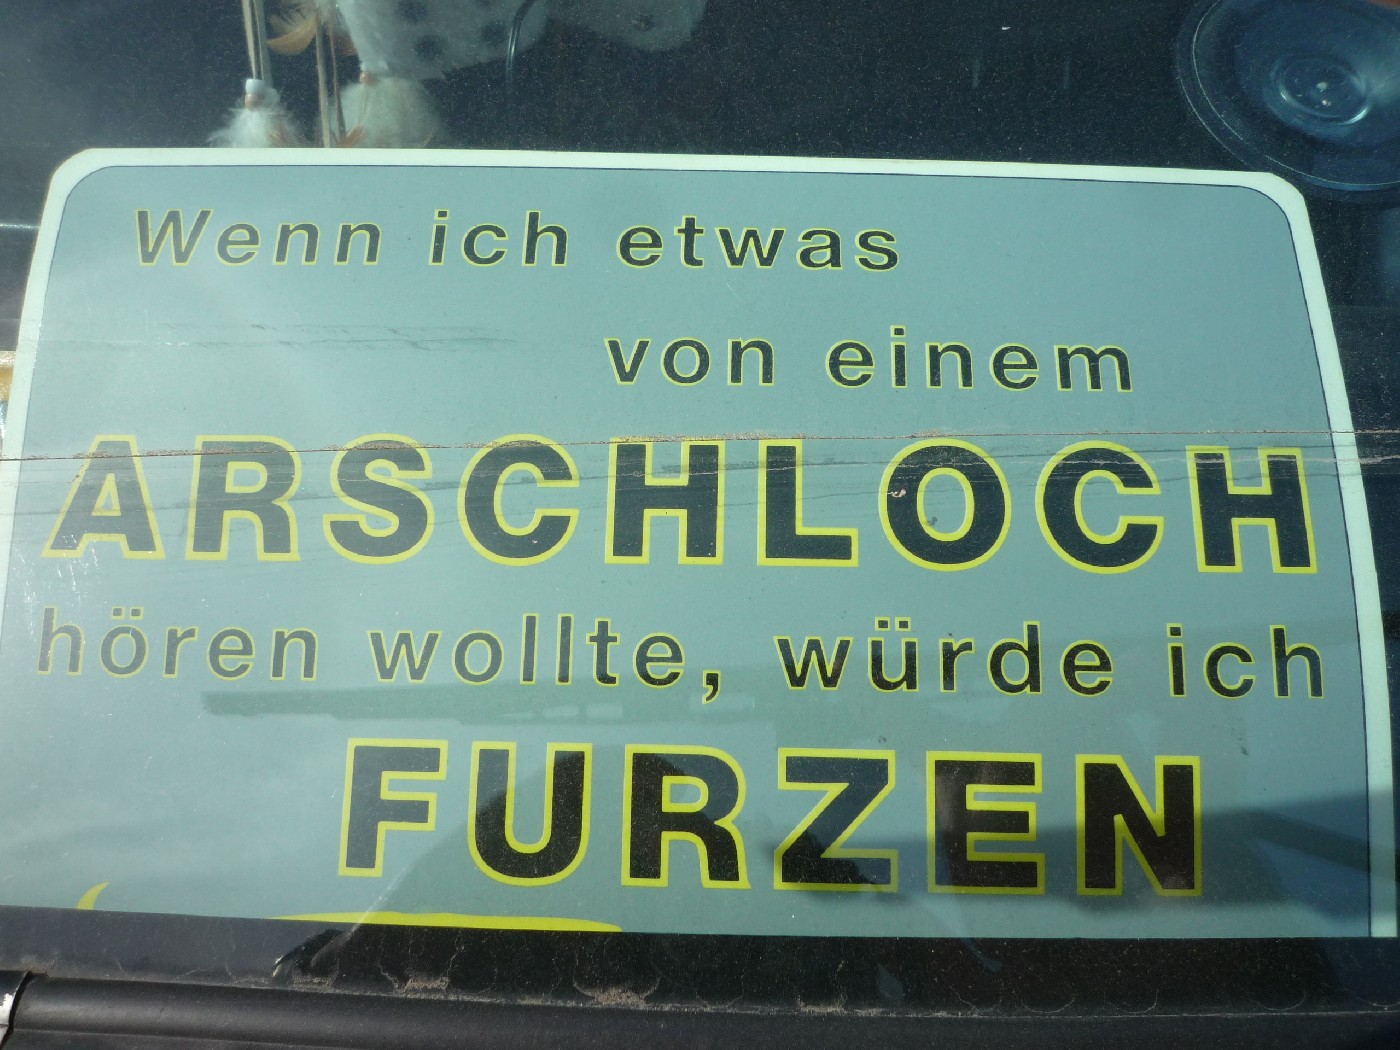 Wenn ich etwas
von einem
ARSCHLOCH
hören wollte, würde ich
FURZEN